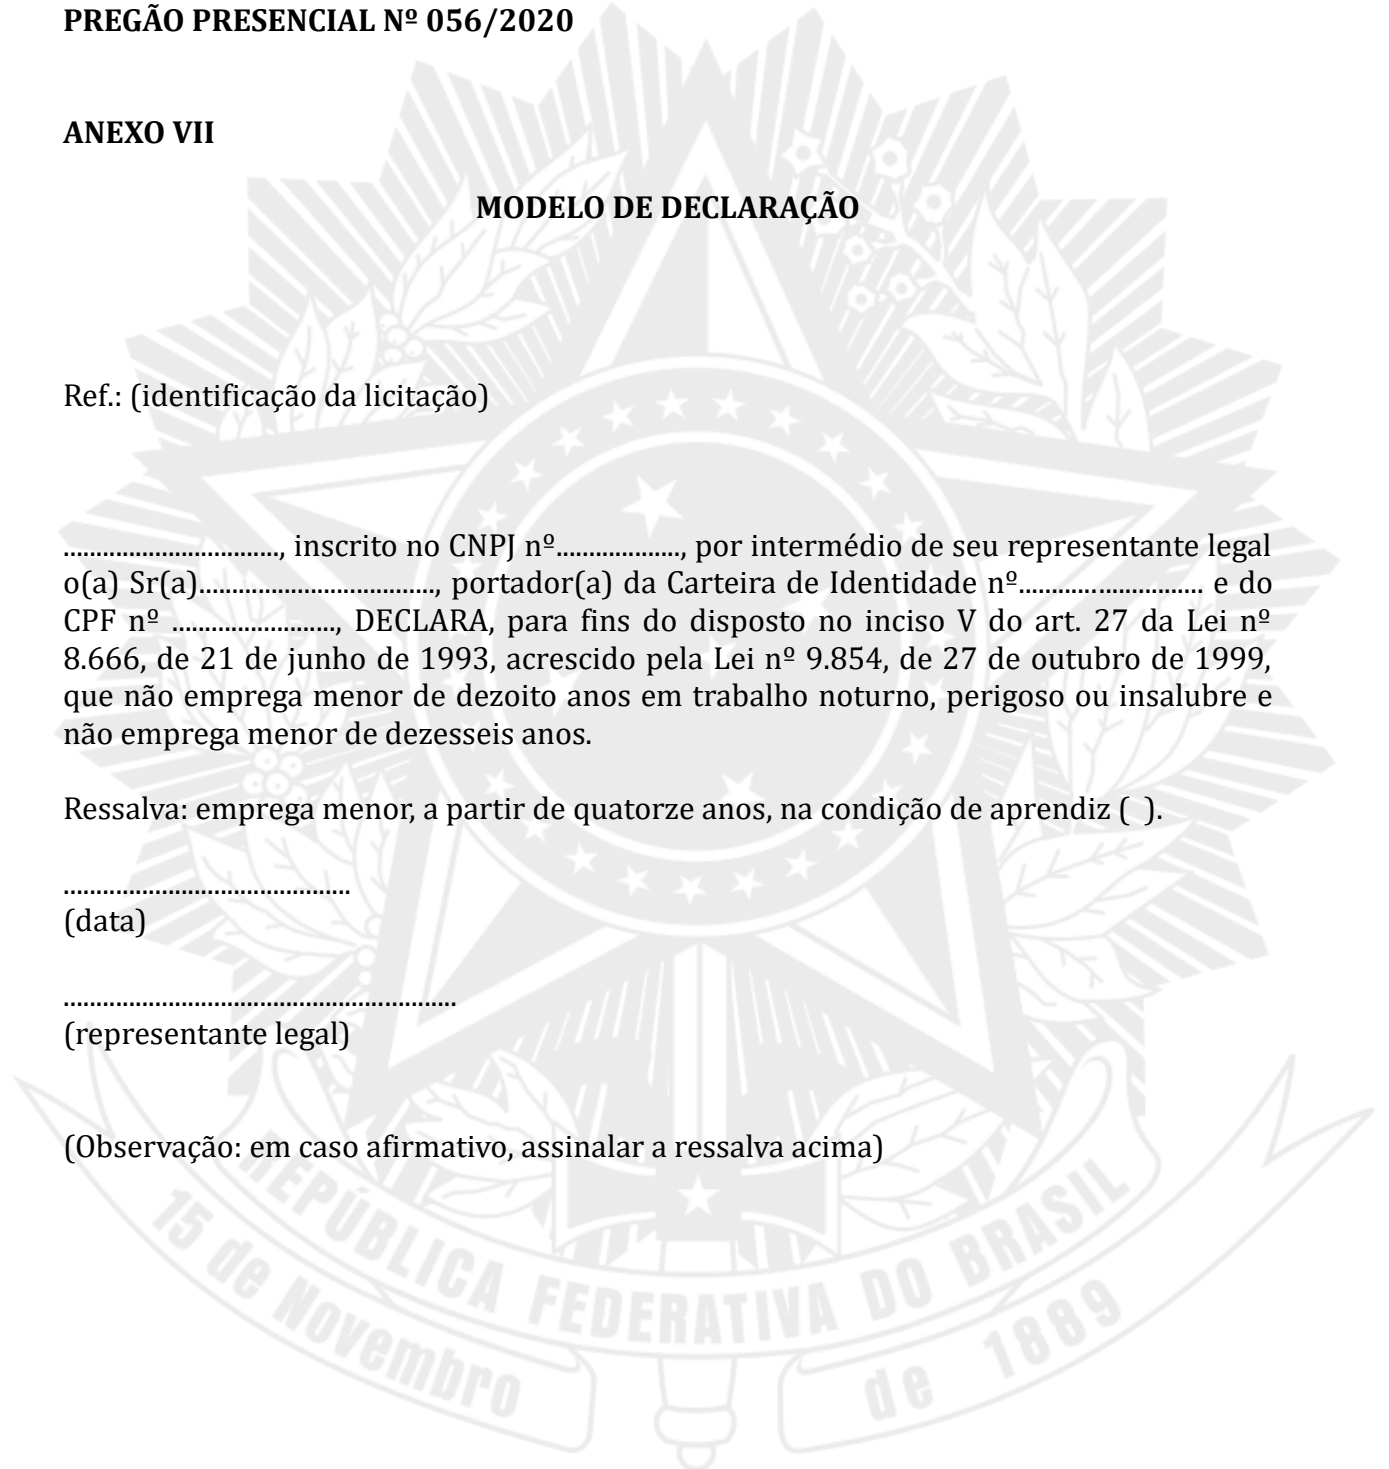 PREGÃO PRESENCIAL Nº 056/2020
ANEXO VII
MODELO DE DECLARAÇÃO
Ref.: (identificação da licitação)
................................., inscrito no CNPJ nº..................., por intermédio de seu representante legal
o(a) Sr(a)...................................., portador(a) da Carteira de Identidade nº............................ e do
CPF nº ........................., DECLARA, para fins do disposto no inciso V do art. 27 da Lei nº
8.666, de 21 de junho de 1993, acrescido pela Lei nº 9.854, de 27 de outubro de 1999,
que não emprega menor de dezoito anos em trabalho noturno, perigoso ou insalubre e
não emprega menor de dezesseis anos.
Ressalva: emprega menor, a partir de quatorze anos, na condição de aprendiz ( ).
............................................
(data)
............................................................
(representante legal)
(Observação: em caso afirmativo, assinalar a ressalva acima)
REPÚBLICA FEDERATIVA DO BRASIL
15 de Novembro de 1889